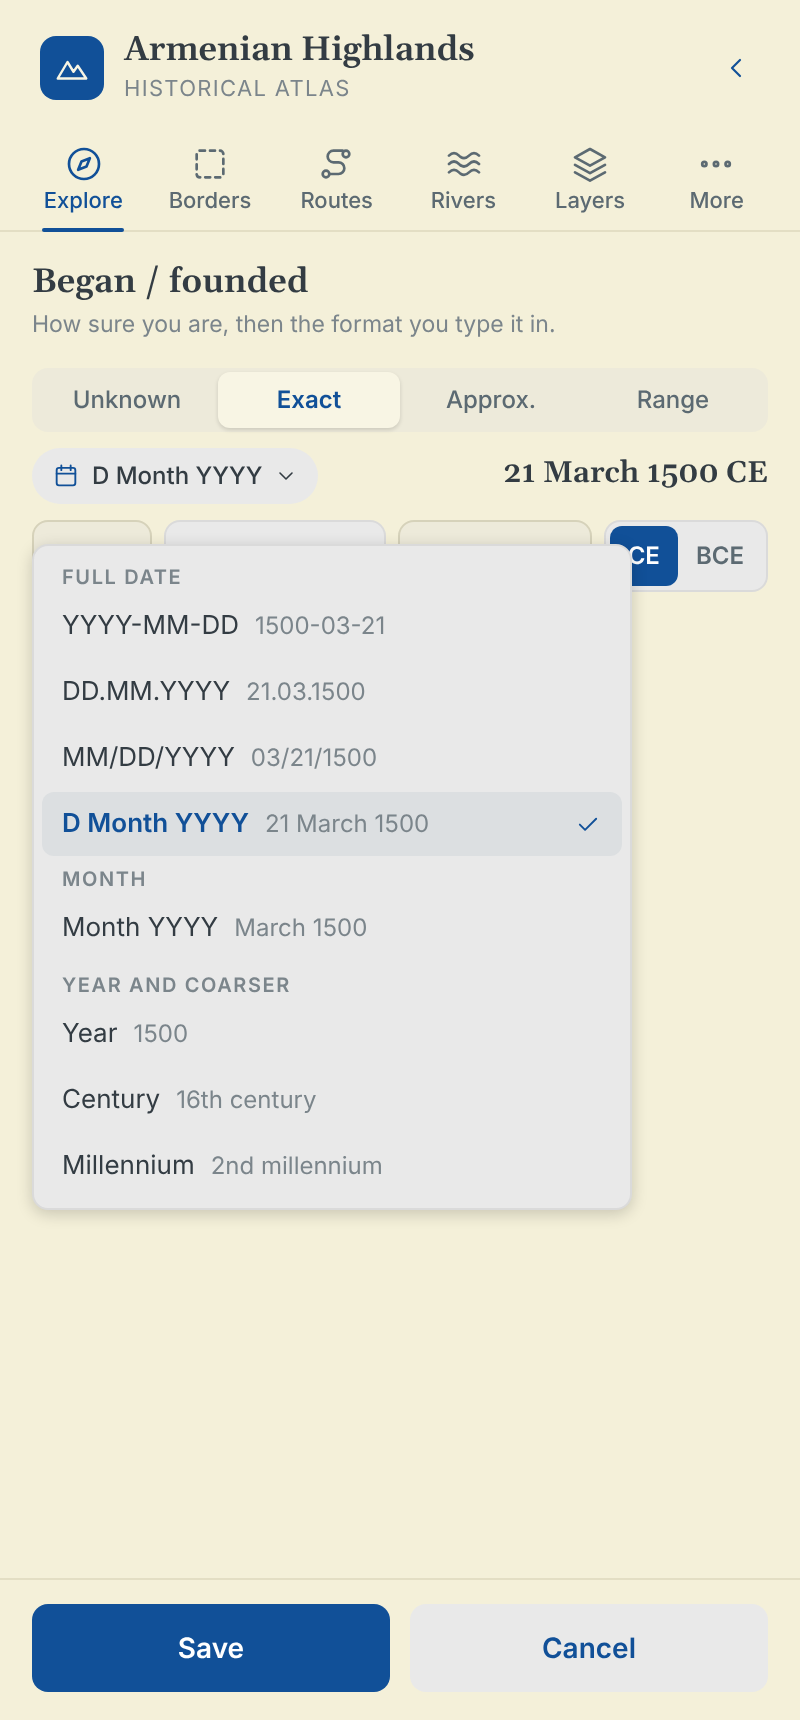 Armenian Highlands
HISTORICAL ATLAS
Explore
Borders
Routes
Rivers
Layers
More
Began / founded
How sure you are, then the format you type it in.
Unknown
Exact
Approx.
Range
D Month YYYY
21 March 1500 CE
CE
BCE
FULL DATE
YYYY-MM-DD 1500-03-21
DD.MM.YYYY 21.03.1500
MM/DD/YYYY 03/21/1500
D Month YYYY 21 March 1500
MONTH
Month YYYY March 1500
YEAR AND COARSER
Year 1500
Century 16th century
Millennium 2nd millennium
Save
Cancel